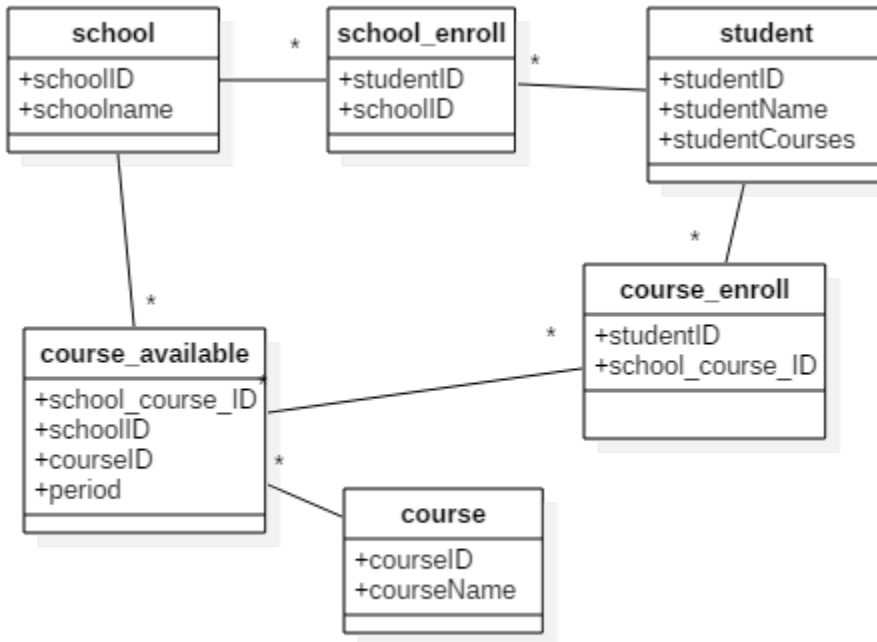 school
+schoolID
+schoolname
*
school_enroll
+studentID
+schoolID
*
student
+studentID
+studentName
+studentCourses
*
course_enroll
+studentID
+school_course_ID
*
*
course_available
+school_course_ID
*
+schoolID
+courseID
+period
*
course
+courseID
+courseName